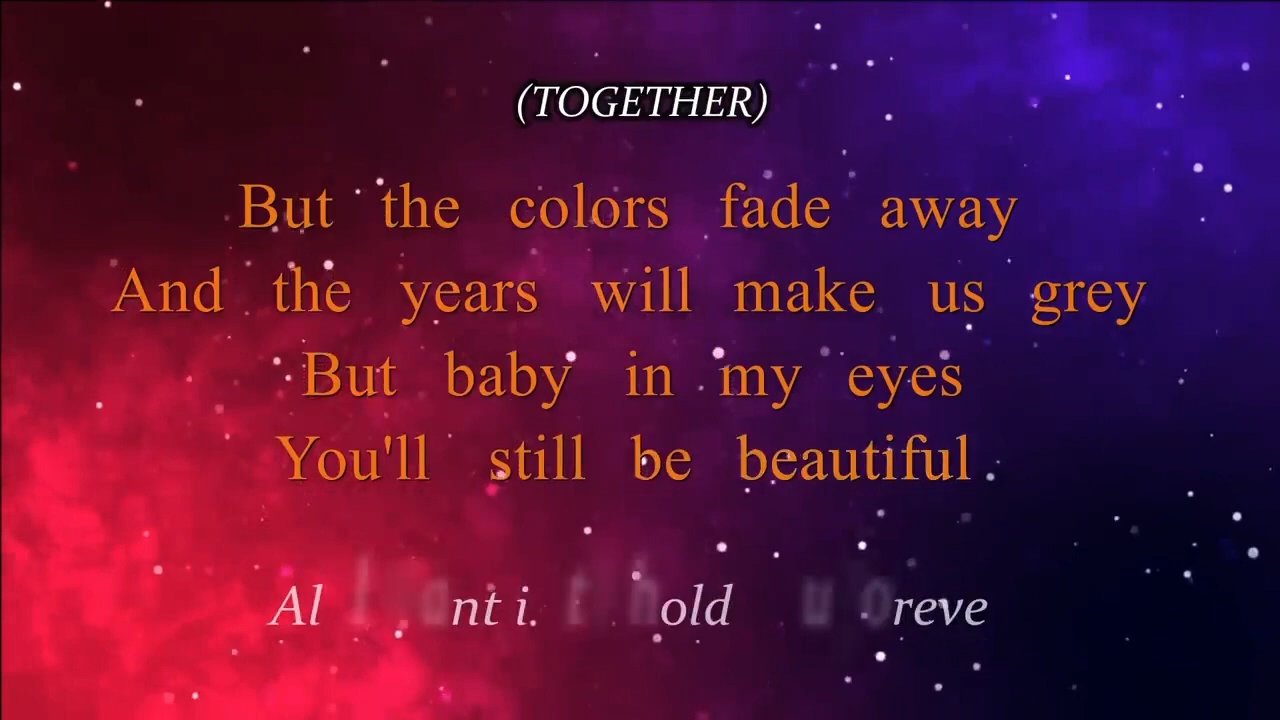 (TOGETHER)
But the colors fade away
And the years will make us grey
But baby in my eyes
You'll still be beautiful